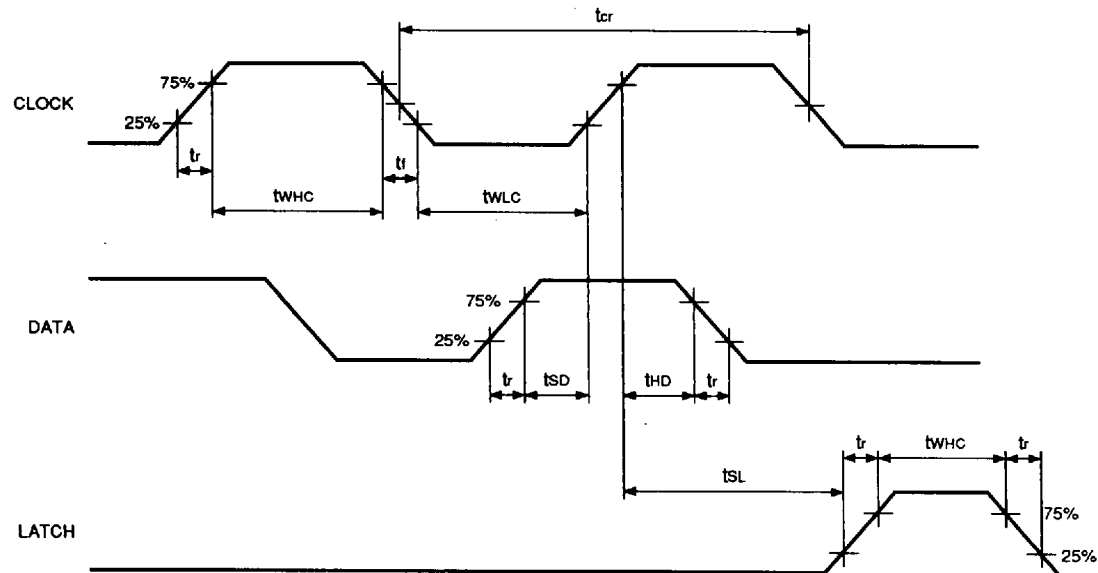 tcr
75%
CLOCK
25%
tr
tf
tWHC
tWLC
75%
DATA
25%
tr
tSD
tHD
tr
tr
tWHC
tr
tSL
75%
LATCH
25%